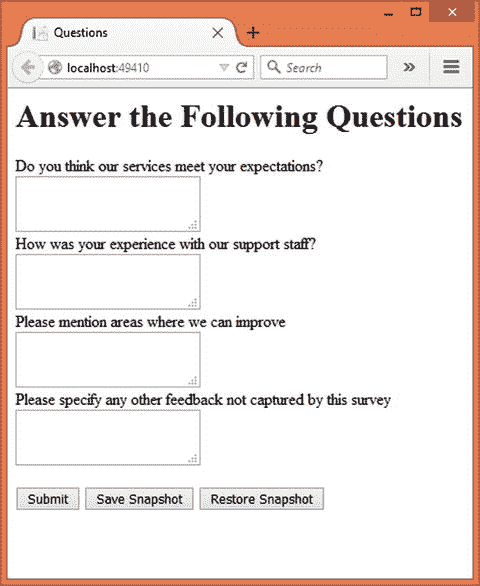 Questions
localhost:49410
Search
Answer the Following Questions
Do you think our services meet your expectations?
How was your experience with our support staff?
Please mention areas where we can improve
Please specify any other feedback not captured by this survey
Submit Save Snapshot Restore Snapshot